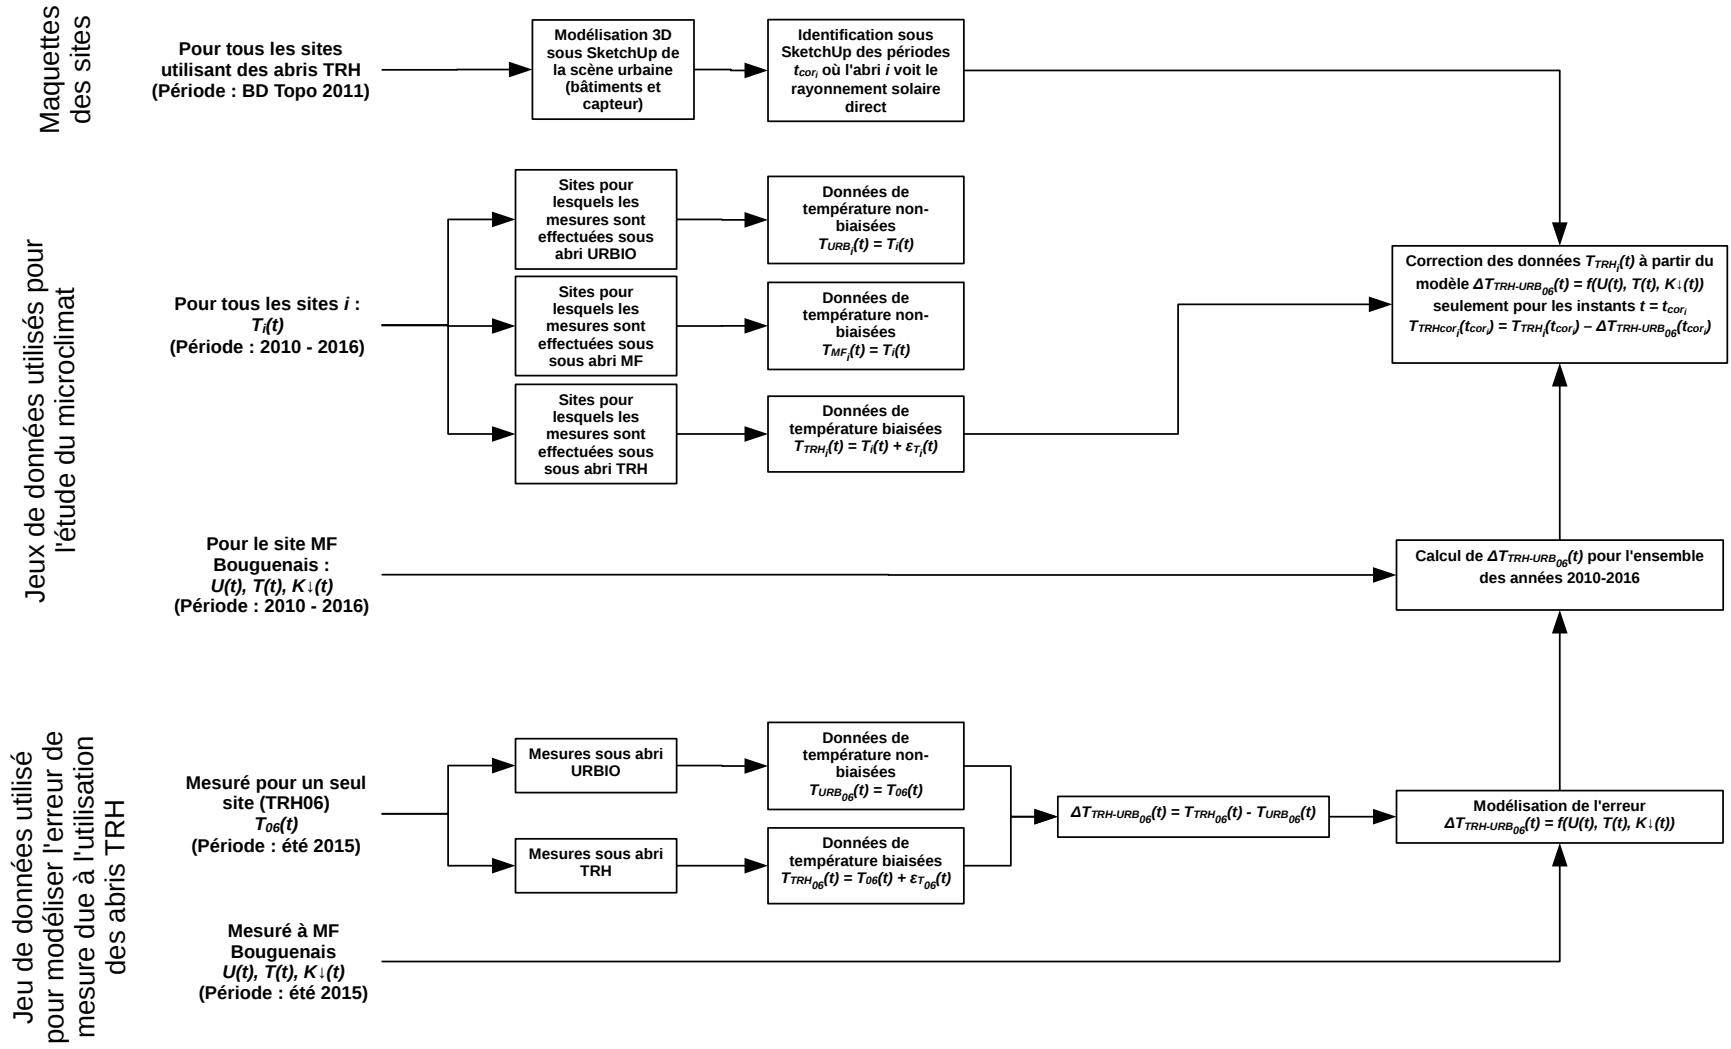 Maquettes
des sites
Pour tous les sites
utilisant des abris TRH
(Période : BD Topo 2011)
Modélisation 3D
sous SketchUp de
la scène urbaine
(bâtiments et
capteur)
Identification sous
SketchUp des périodes
tcori où l'abri i voit le
rayonnement solaire
direct
Jeux de données utilisés pour
l'étude du microclimat
Pour tous les sites i :
Ti(t)
(Période : 2010 - 2016)
Sites pour
lesquels les
mesures sont
effectuées sous
abri URBIO
Données de
température non-
biaisées
TURBi(t) = Ti(t)
Sites pour
lesquels les
mesures sont
effectuées sous
sous abri MF
Données de
température non-
biaisées
TMFi(t) = Ti(t)
Sites pour
lesquels les
mesures sont
effectuées sous
sous abri TRH
Données de
température biaisées
TTRHi(t) = Ti(t) + εTi(t)
Correction des données TTRHi(t) à partir du
modèle ΔTTRH-URB06(t) = f(U(t), T(t), K↓(t))
seulement pour les instants t = tcori
TTRHcori(tcori) = TTRHi(tcori) – ΔTTRH-URB06(tcori)
Pour le site MF
Bouguenais :
U(t), T(t), K↓(t)
(Période : 2010 - 2016)
Calcul de ΔTTRH-URB06(t) pour l'ensemble
des années 2010-2016
Jeu de données utilisé
pour modéliser l'erreur de
mesure due à l'utilisation
des abris TRH
Mesuré pour un seul
site (TRH06)
T06(t)
(Période : été 2015)
Mesures sous abri
URBIO
Données de
température non-
biaisées
TURB06(t) = T06(t)
Mesures sous abri
TRH
Données de
température biaisées
TTRH06(t) = T06(t) + εT06(t)
ΔTTRH-URB06(t) = TTRH06(t) - TURB06(t)
Modélisation de l'erreur
ΔTTRH-URB06(t) = f(U(t), T(t), K↓(t))
Mesuré à MF
Bouguenais
U(t), T(t), K↓(t)
(Période : été 2015)